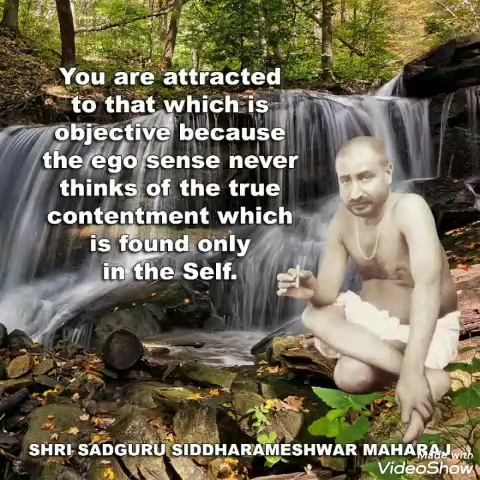 You are attracted
to that which is
objective because
the ego sense never
thinks of the true
contentment which
is found only
in the Self.
SHRI SADGURU SIDDHARAMESHWAR MAHARAJ
Made with
VideoShow